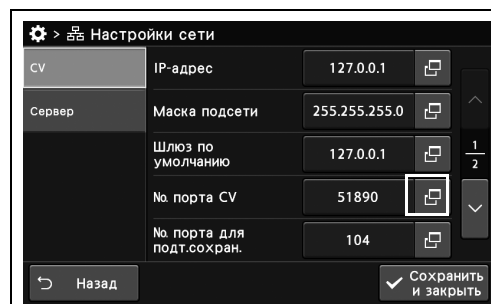 > Настройки сети
CV
Сервер
IP-адрес
127.0.0.1
Маска подсети
255.255.255.0
Шлюз по
умолчанию
127.0.0.1
№. порта CV
51890
№. порта для
подт.сохран.
104
1
2
Назад
Сохранить
и закрыть